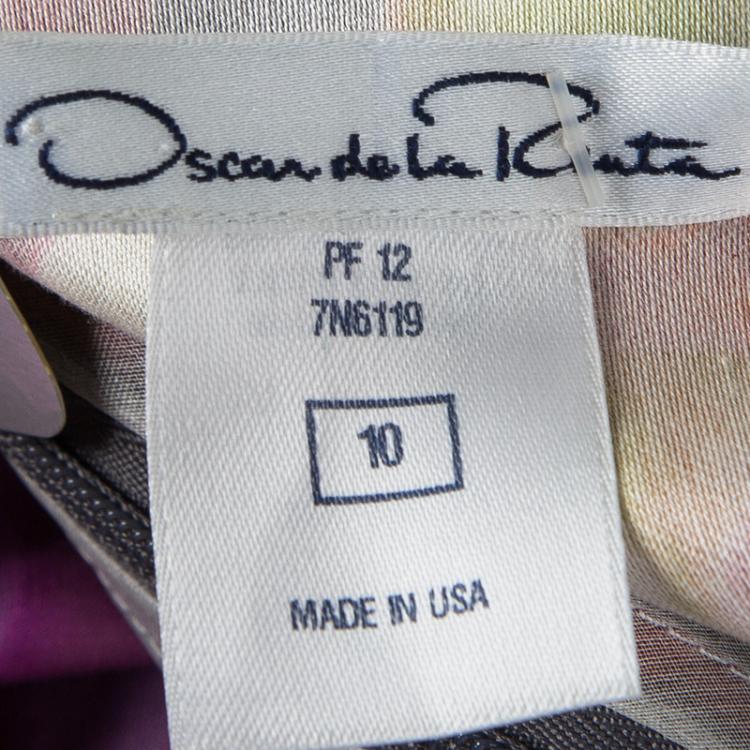 Oscar de la Renta
PF 12
7N6119
10
MADE IN USA